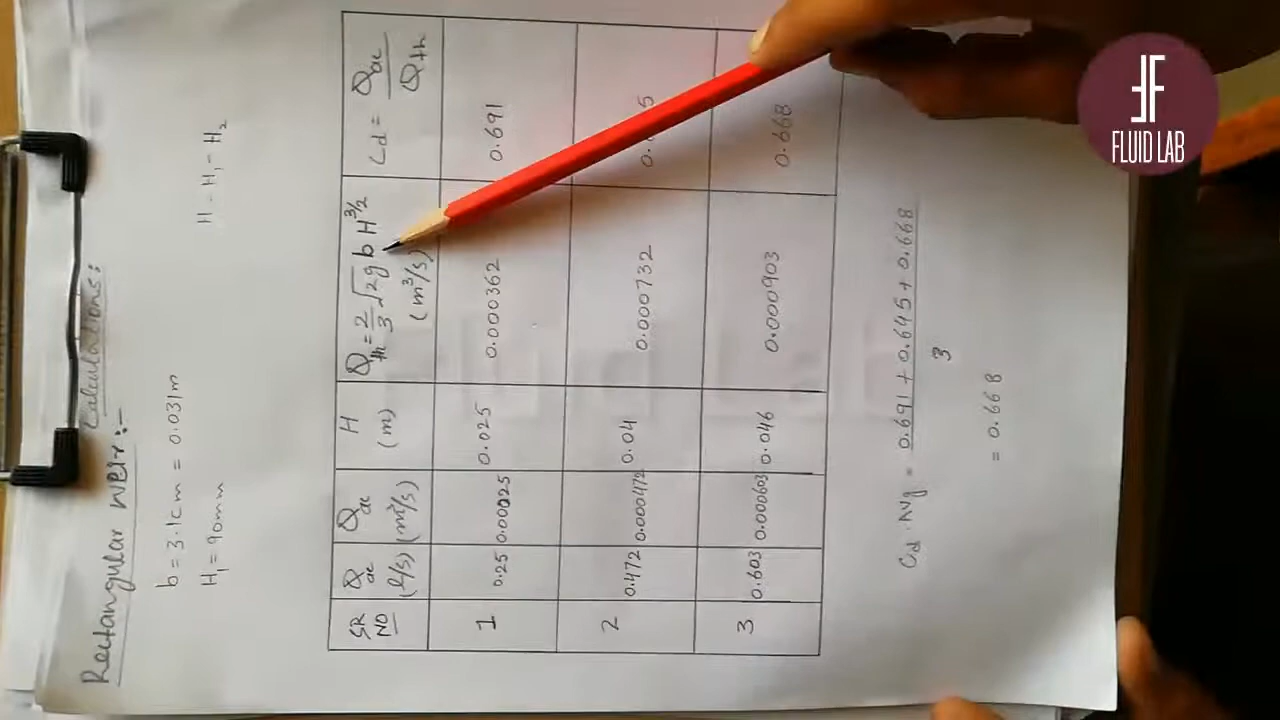 Rectangular Weir:-
Calculations:
b = 3.1cm = 0.031m
H₁ = 90mm
H = H₁ - H₂
SR NO
Qac (l/s)
Qac (m³/s)
H (m)
Qth = 2/3 √2g b H^3/2 (m³/s)
Cd = Qac/Qth
1 0.25 0.00025 0.025 0.000362 0.691
2 0.472 0.000472 0.04 0.000732
3 0.603 0.000603 0.046 0.000903 0.668
Cd Avg = 0.691 + 0.645 + 0.668 / 3
= 0.668
FLUID LAB